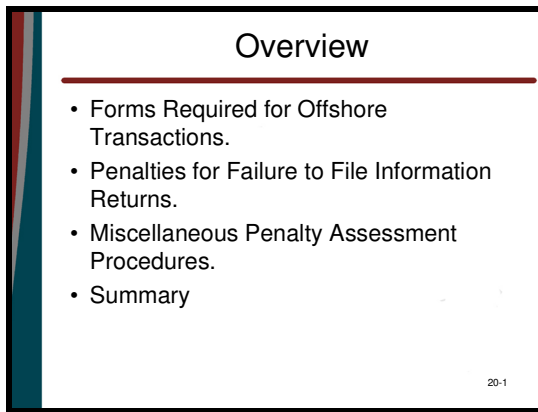 Overview
• Forms Required for Offshore
Transactions.
• Penalties for Failure to File Information
Returns.
• Miscellaneous Penalty Assessment
Procedures.
• Summary
20-1